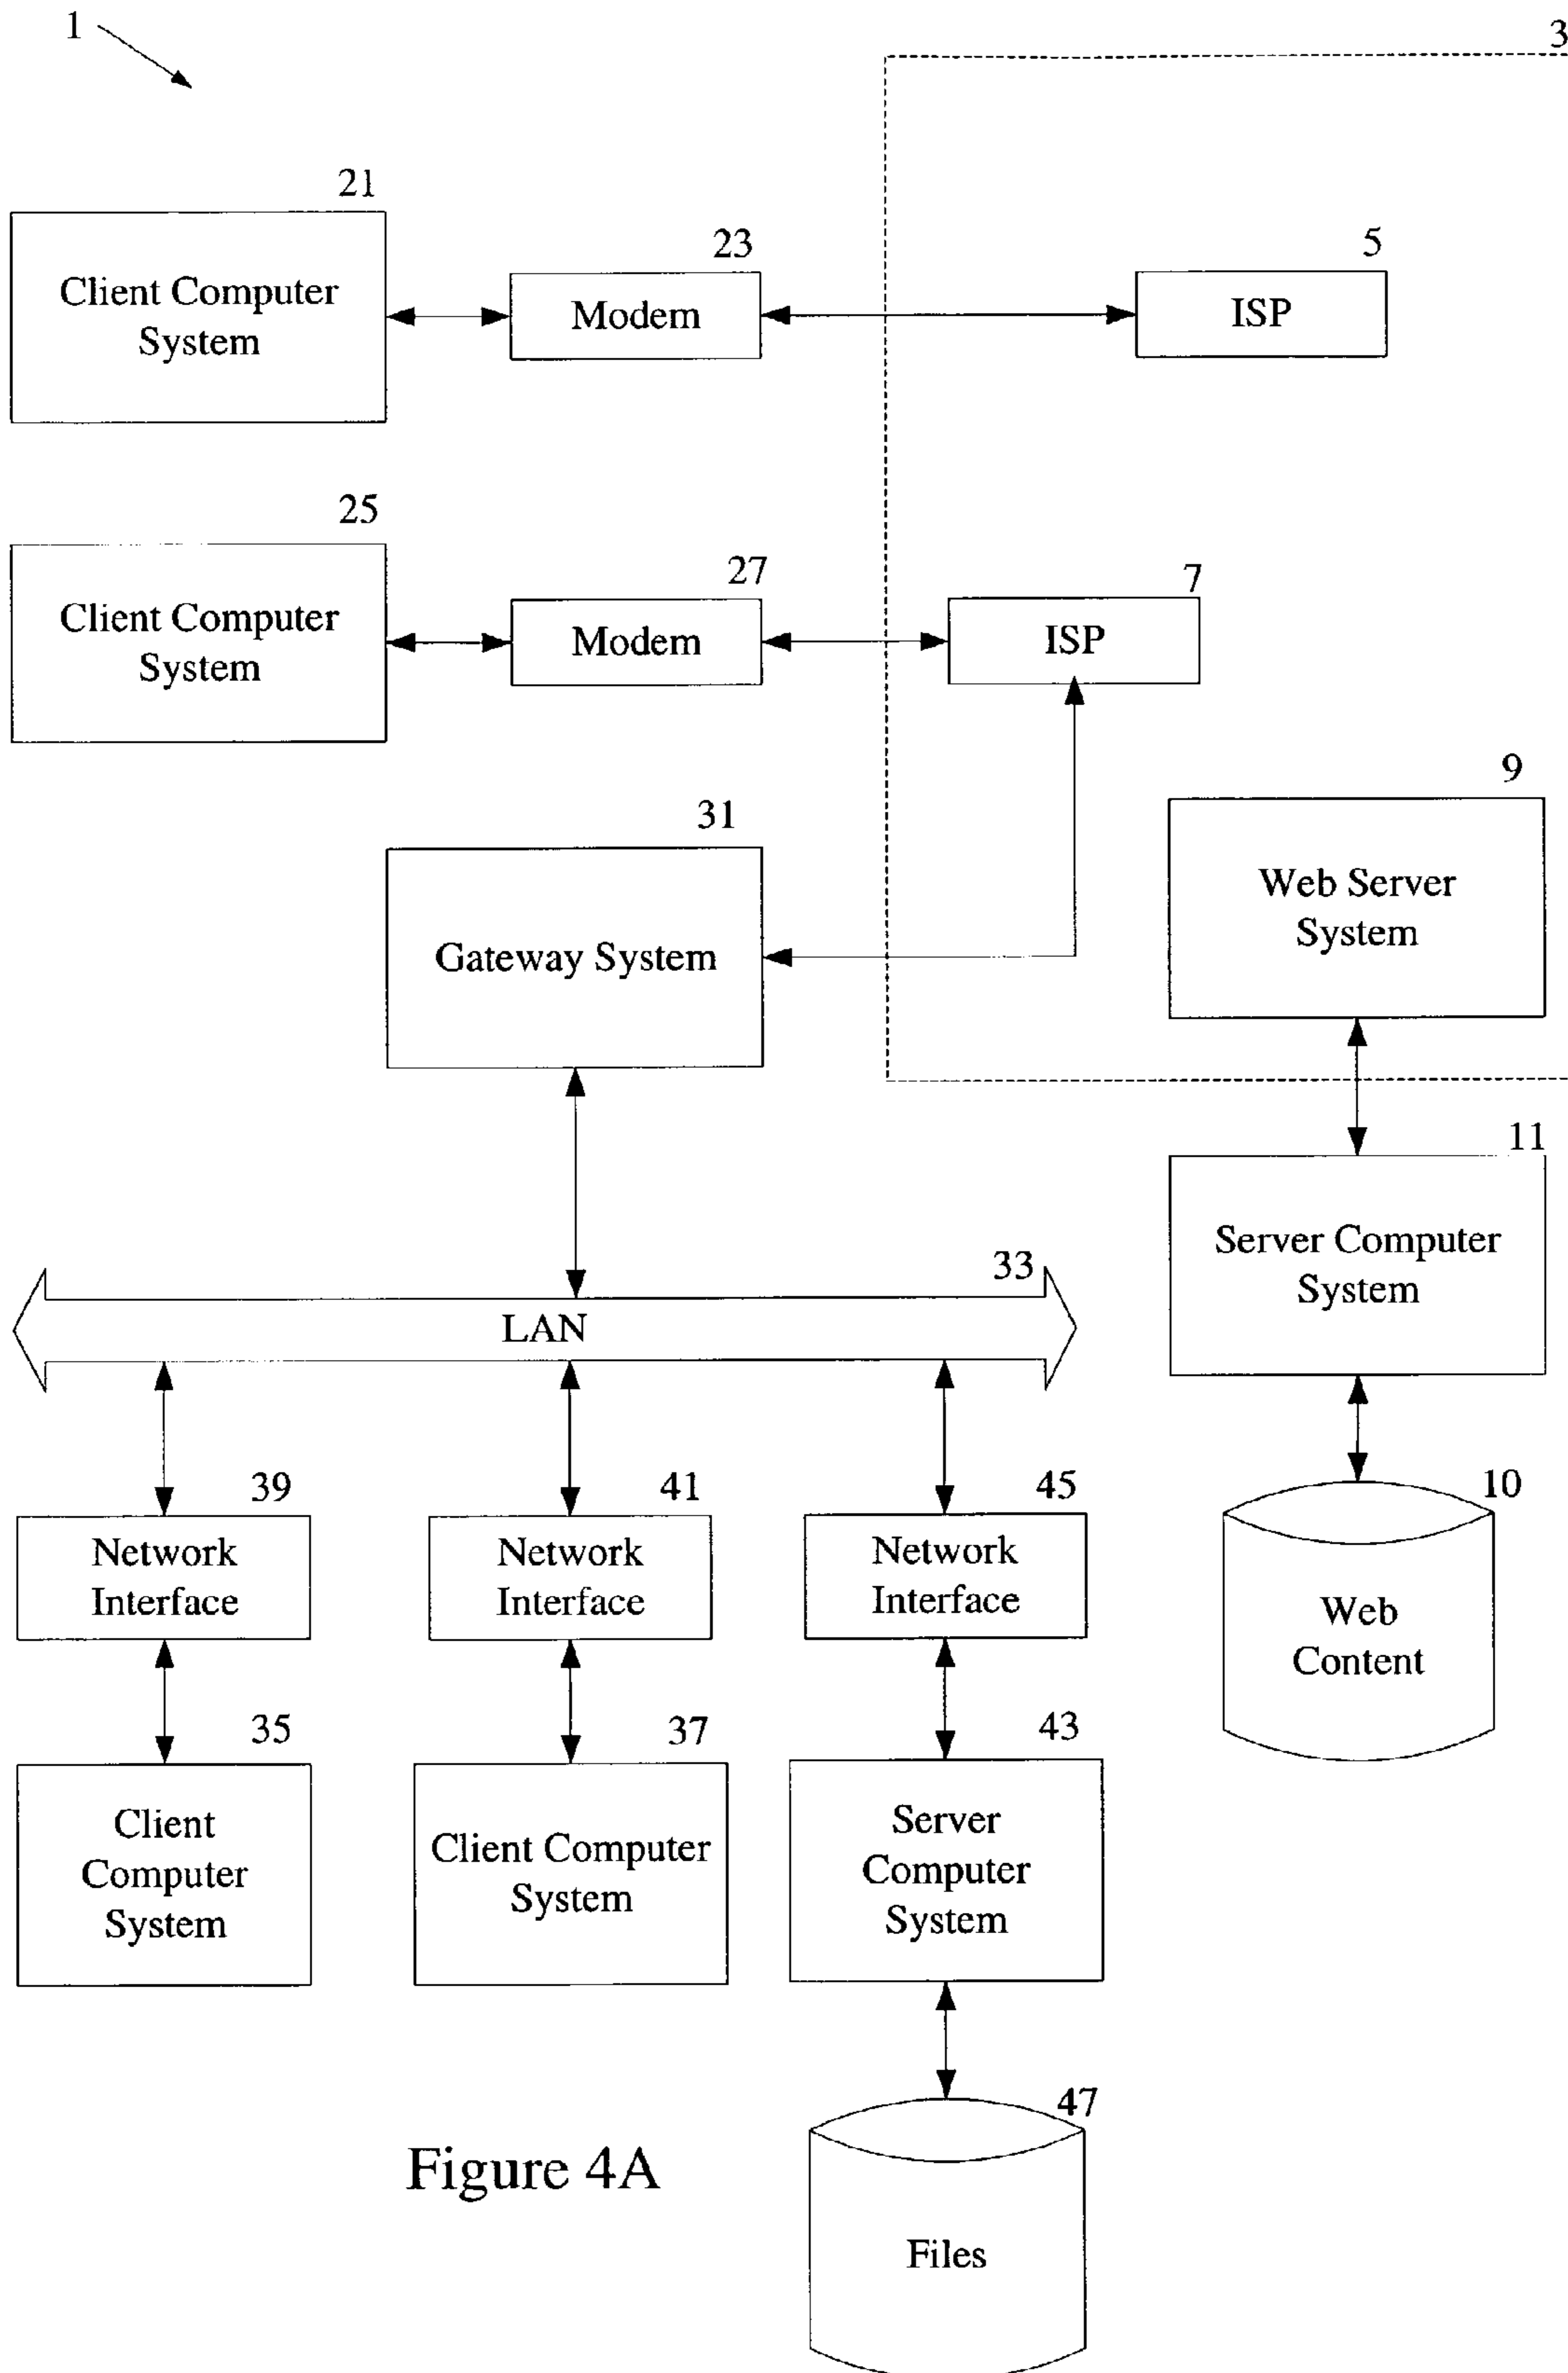 1
3
21
Client Computer
System
23
Modem
5
ISP
25
Client Computer
System
27
Modem
7
ISP
31
Gateway System
9
Web Server
System
11
Server Computer
System
33
LAN
10
Web
Content
39
Network
Interface
41
Network
Interface
45
Network
Interface
35
Client
Computer
System
37
Client Computer
System
43
Server
Computer
System
47
Files
Figure 4A